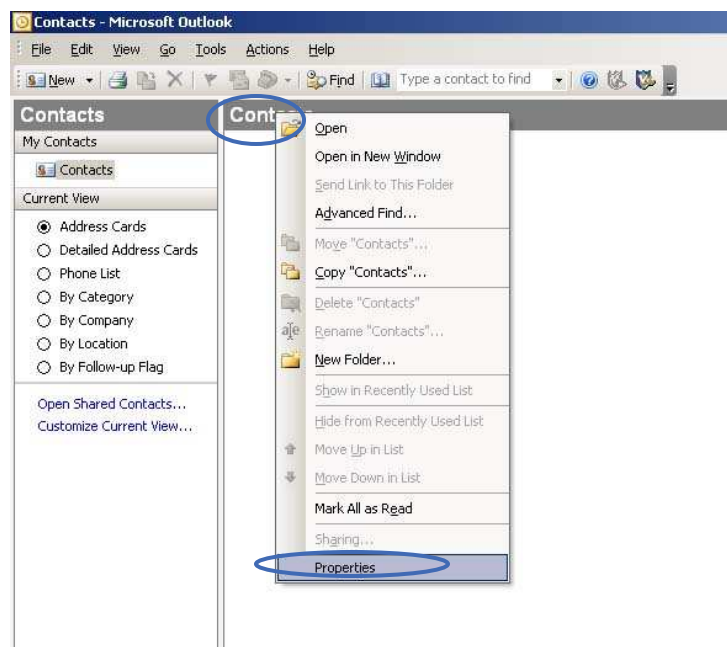 Contacts - Microsoft Outlook
File Edit View Go Tools Actions Help
New Find Type a contact to find
Contacts
My Contacts
Contacts
Current View
Address Cards
Detailed Address Cards
Phone List
By Category
By Company
By Location
By Follow-up Flag
Open Shared Contacts...
Customize Current View...
Contacts
Open
Open in New Window
Send Link to This Folder
Advanced Find...
Move "Contacts"...
Copy "Contacts"...
Delete "Contacts"
Rename "Contacts"...
New Folder...
Show in Recently Used List
Hide from Recently Used List
Move Up in List
Move Down in List
Mark All as Read
Sharing...
Properties